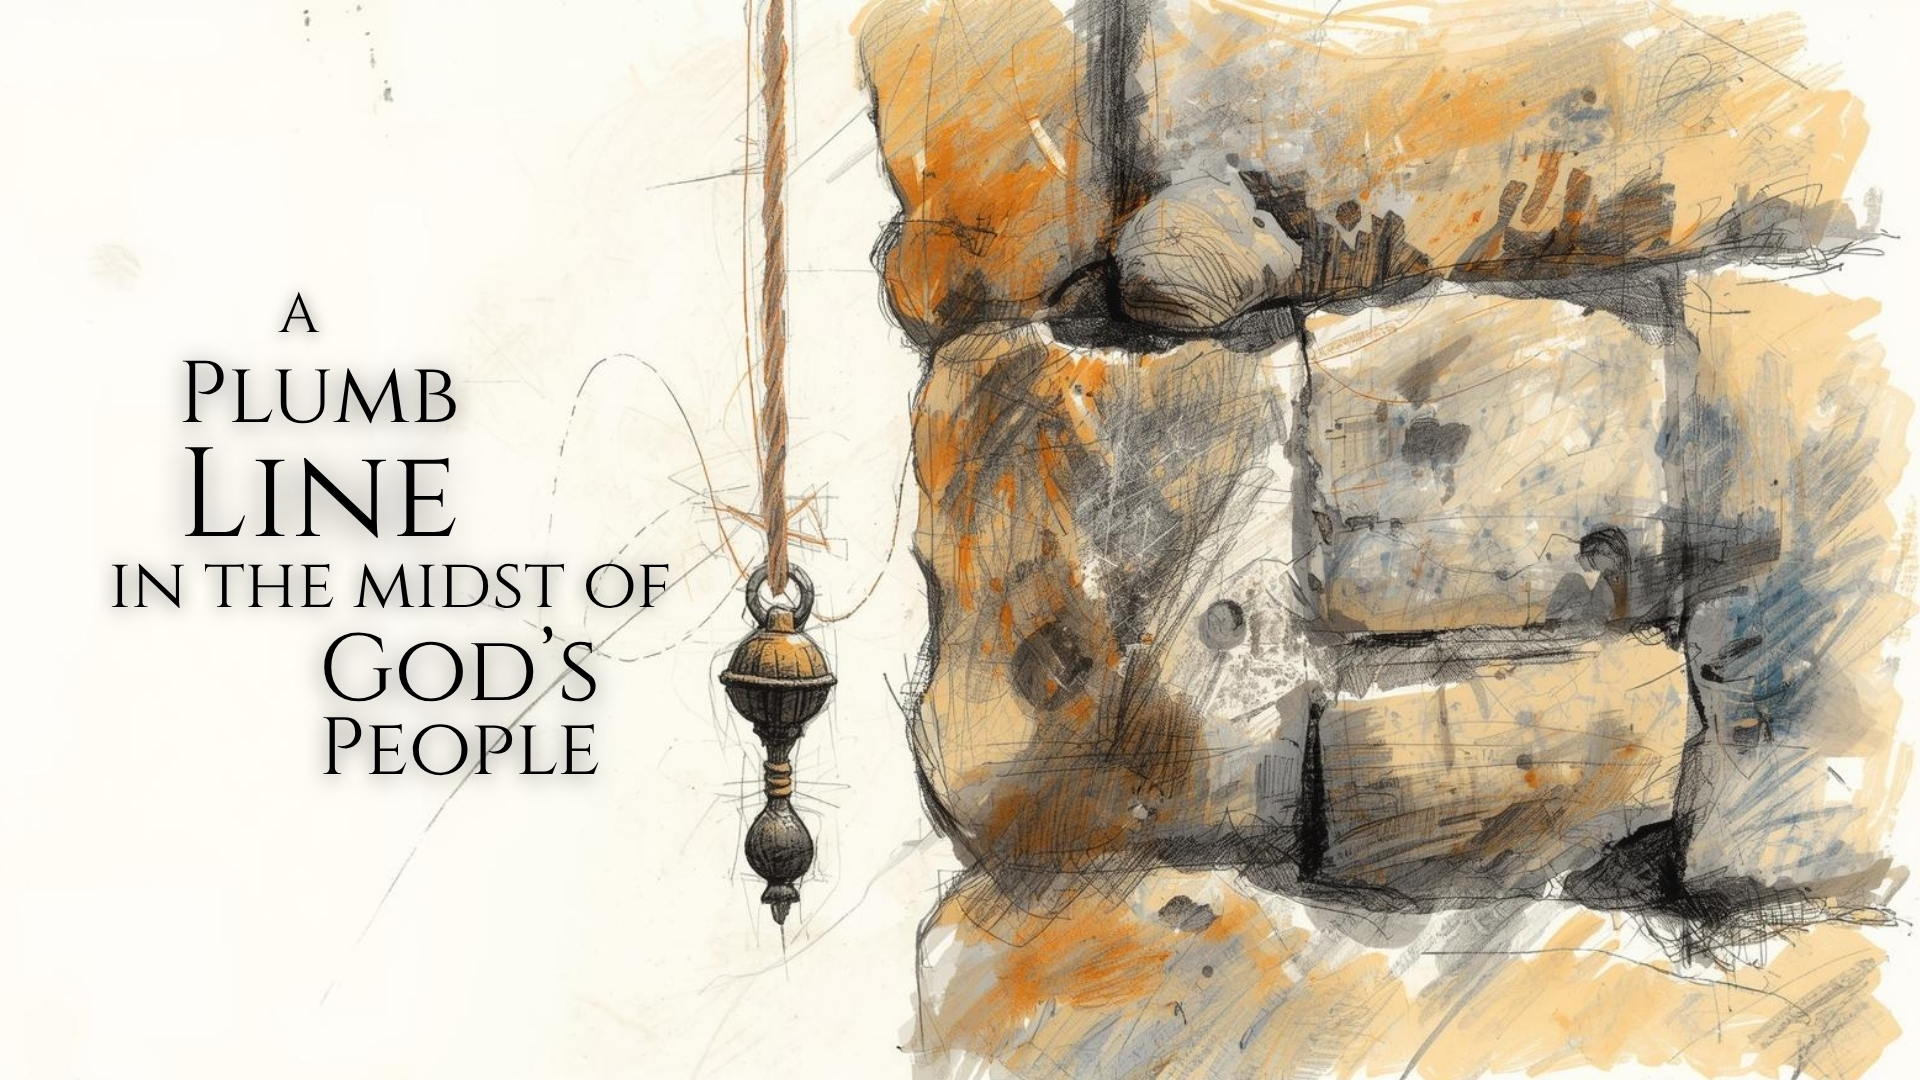 A
PLUMB
LINE
IN THE MIDST OF
GOD’S
PEOPLE